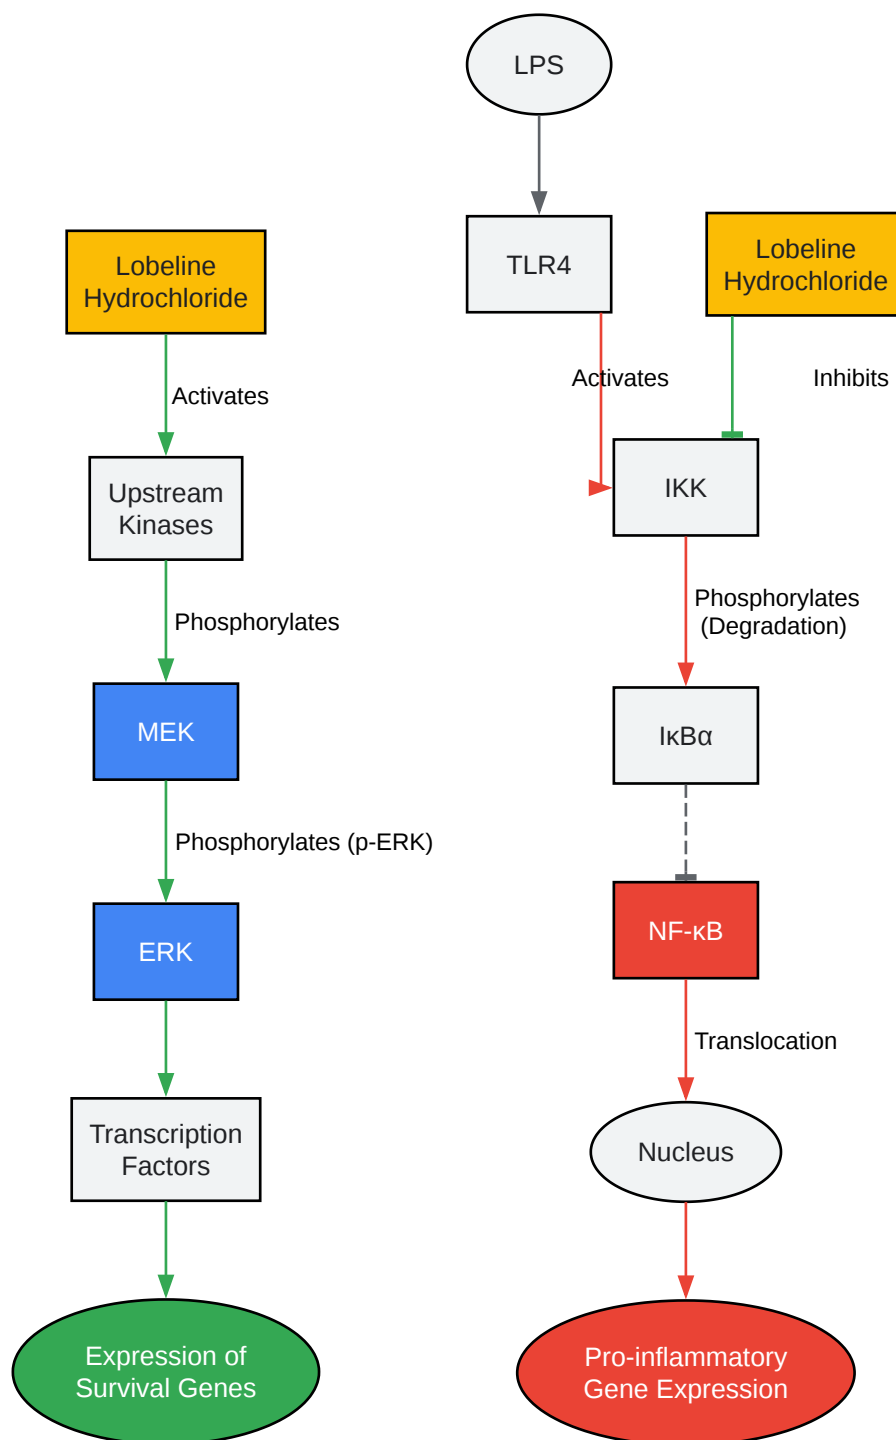 LPS
TLR4
Lobeline
Hydrochloride
Activates
Inhibits
IKK
Phosphorylates
(Degradation)
IκBα
NF-κB
Translocation
Nucleus
Pro-inflammatory
Gene Expression
Lobeline
Hydrochloride
Activates
Upstream
Kinases
Phosphorylates
MEK
Phosphorylates (p-ERK)
ERK
Transcription
Factors
Expression of
Survival Genes